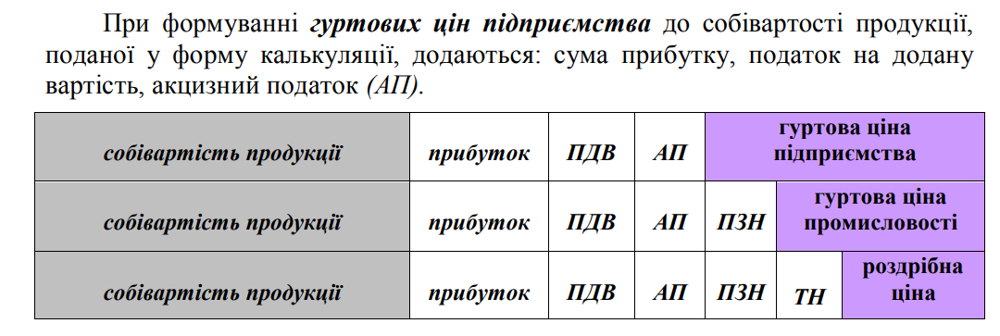 При формуванні гуртових цін підприємства до собівартості продукції,
поданої у форму калькуляції, додаються: сума прибутку, податок на додану
вартість, акцизний податок (АП).
собівартість продукції прибуток ПДВ АП гуртова ціна підприємства
собівартість продукції прибуток ПДВ АП ПЗН гуртова ціна промисловості
собівартість продукції прибуток ПДВ АП ПЗН ТН роздрібна ціна